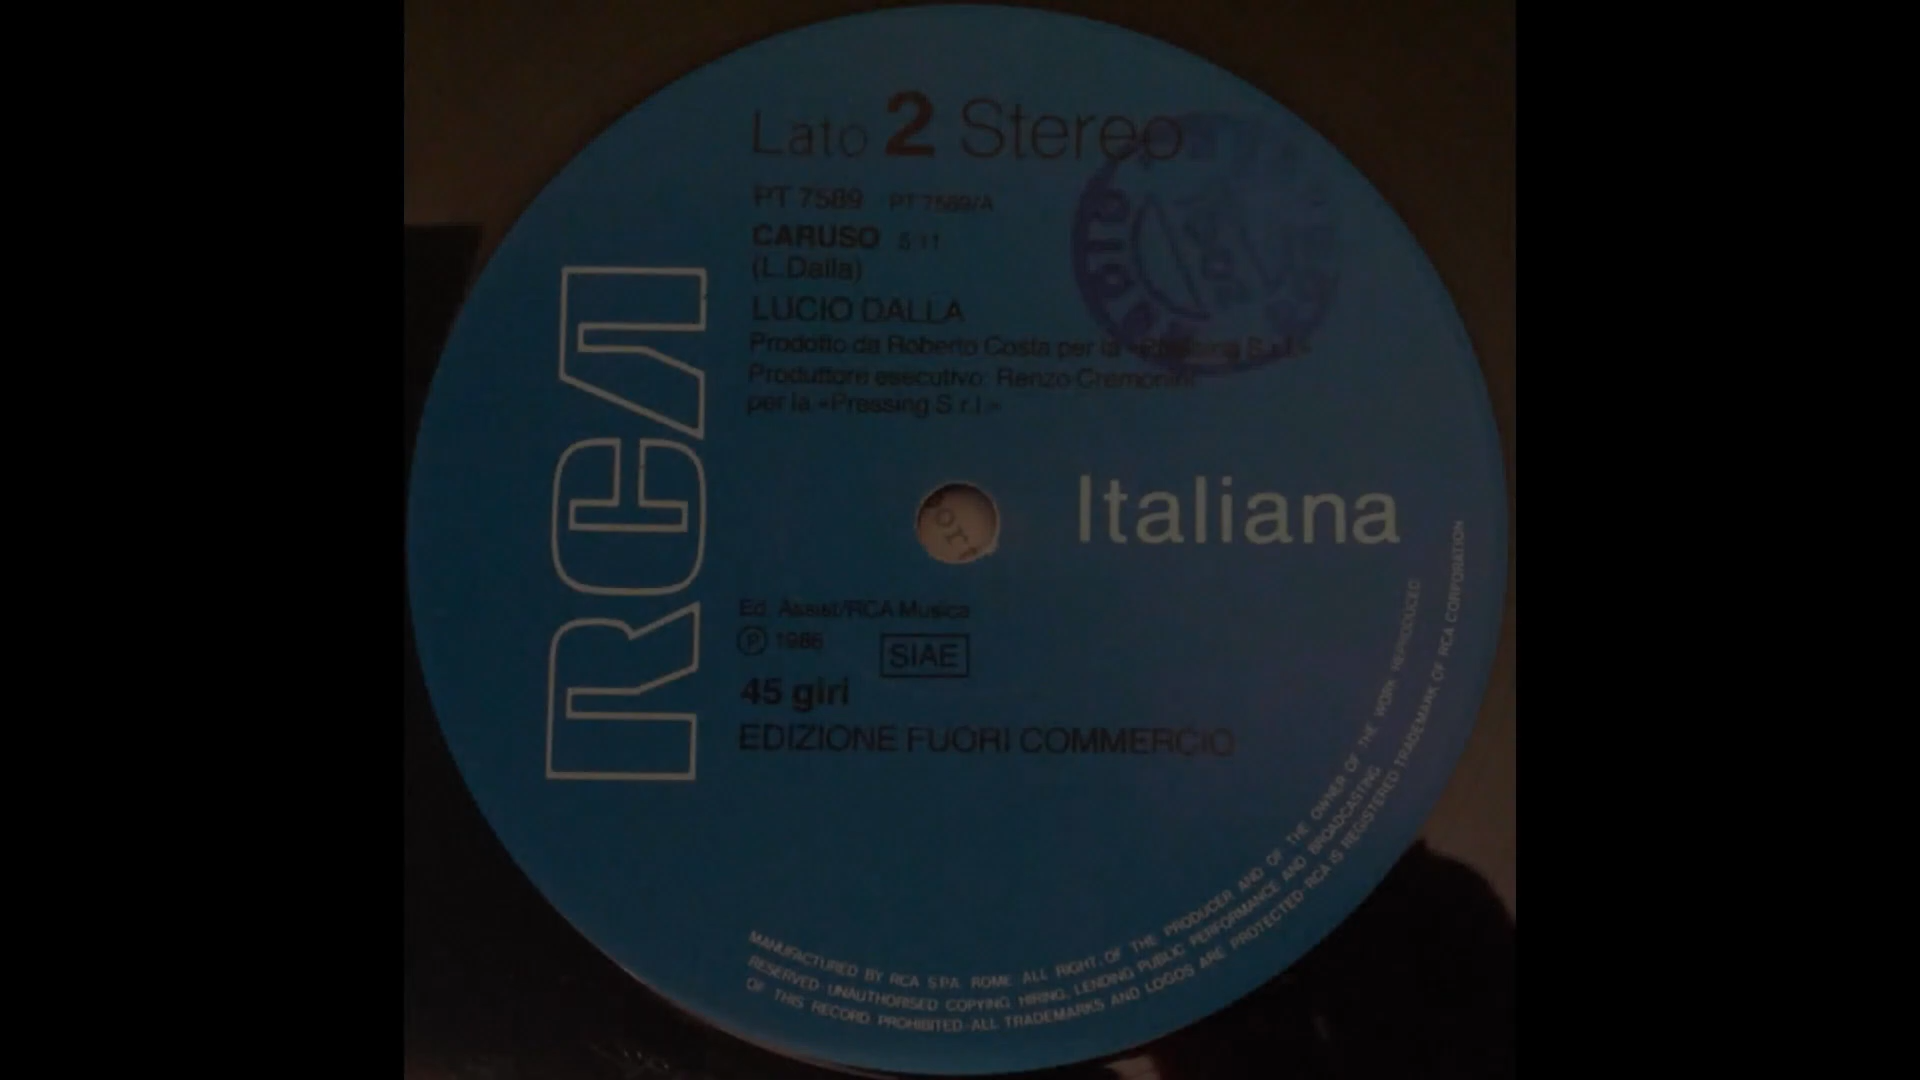 Lato 2 Stereo
PT 7589 PT 7589/A
CARUSO 5'11
(L.Dalla)
LUCIO DALLA
Prodotto da Roberto Costa per la «Pressing S.r.l.»
Produttore esecutivo: Renzo Cremonini
per la «Pressing S.r.l.»
RCA
Italiana
Ed. Assist/RCA Musica
Ⓟ 1986
SIAE
45 giri
EDIZIONE FUORI COMMERCIO
MANUFACTURED BY RCA S.P.A. ROME. ALL RIGHT, OF THE PRODUCER AND OF THE OWNER OF THE WORK REPRODUCED
RESERVED. UNAUTHORISED COPYING, HIRING, LENDING PUBLIC PERFORMANCE AND BROADCASTING
OF THIS RECORD PROHIBITED-ALL TRADEMARKS AND LOGOS ARE PROTECTED-RCA IS REGISTERED TRADEMARK OF RCA CORPORATION